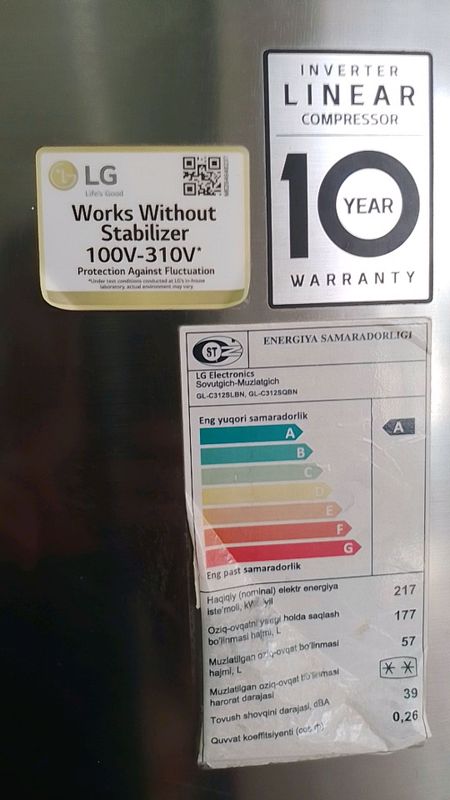 LG
Life's Good
Works Without
Stabilizer
100V-310V*
Protection Against Fluctuation
*Under test conditions conducted at LG's in-house
laboratory, actual environment may vary.
INVERTER
LINEAR
COMPRESSOR
10
YEAR
WARRANTY
ST
ENERGIYA SAMARADORLIGI
LG Electronics
Sovutgich-Muzlatgich
GL-C312SLBN, GL-C312SQBN
Eng yuqori samaradorlik
A
A
B
C
D
E
F
G
Eng past samaradorlik
Haqiqiy (nominal) elektr energiya
iste'moli, 217
Oziq-ovqatni yaxgi holda saqlash
bo'linmasi hajmi, L 177
Muzlatilgan oziq-ovqat bo'linmasi
hajmi, L 57
Muzlatilgan oziq-ovqat bo'linmasi
harorat darajasi **
Tovush shovqini darajasi, dBA 39
Quvvat koeffitsiyenti 0,26